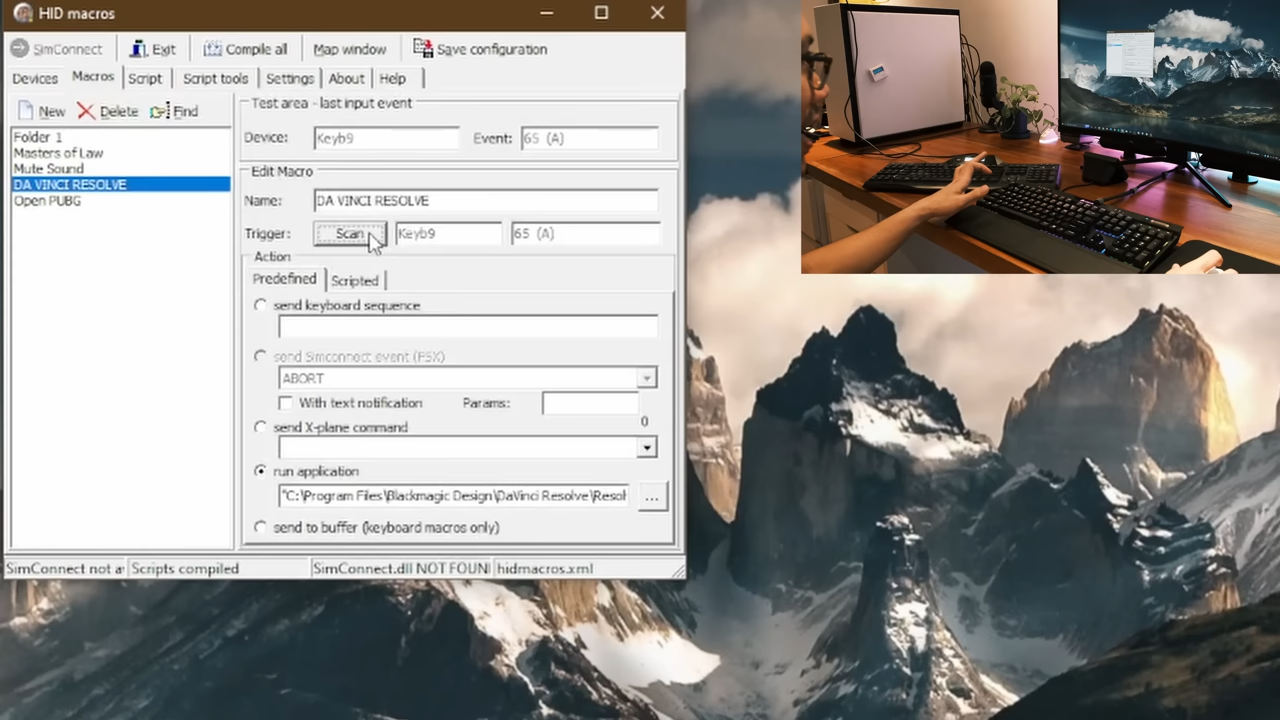 HID macros
SimConnect Exit Compile all Map window Save configuration
Devices Macros Script Script tools Settings About Help
New Delete Find
Folder 1
Masters of Law
Mute Sound
DA VINCI RESOLVE
Open PUBG
Test area - last input event
Device: Keyb9 Event: 65 (A)
Edit Macro
Name: DA VINCI RESOLVE
Trigger: Scan Keyb9 65 (A)
Action
Predefined Scripted
send keyboard sequence
send Simconnect event (FSX)
ABORT
With text notification Params:
0
send X-plane command
run application
"C:\Program Files\Blackmagic Design\DaVinci Resolve\Resol
...
send to buffer (keyboard macros only)
SimConnect not a Scripts compiled SimConnect.dll NOT FOUN hidmacros.xml